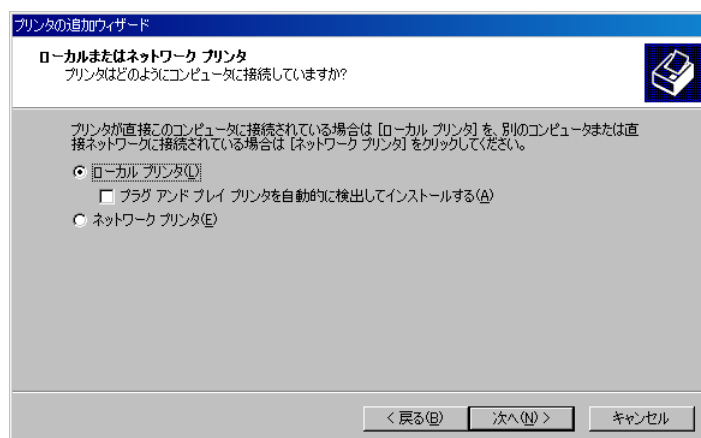 プリンタの追加ウィザード
ローカルまたはネットワーク プリンタ
プリンタはどのようにコンピュータに接続していますか?
プリンタが直接このコンピュータに接続されている場合は [ローカル プリンタ] を、別のコンピュータまたは直
接ネットワークに接続されている場合は [ネットワーク プリンタ] をクリックしてください。
ローカル プリンタ(L)
プラグ アンド プレイ プリンタを自動的に検出してインストールする(A)
ネットワーク プリンタ(E)
< 戻る(B) 次へ(N) > キャンセル